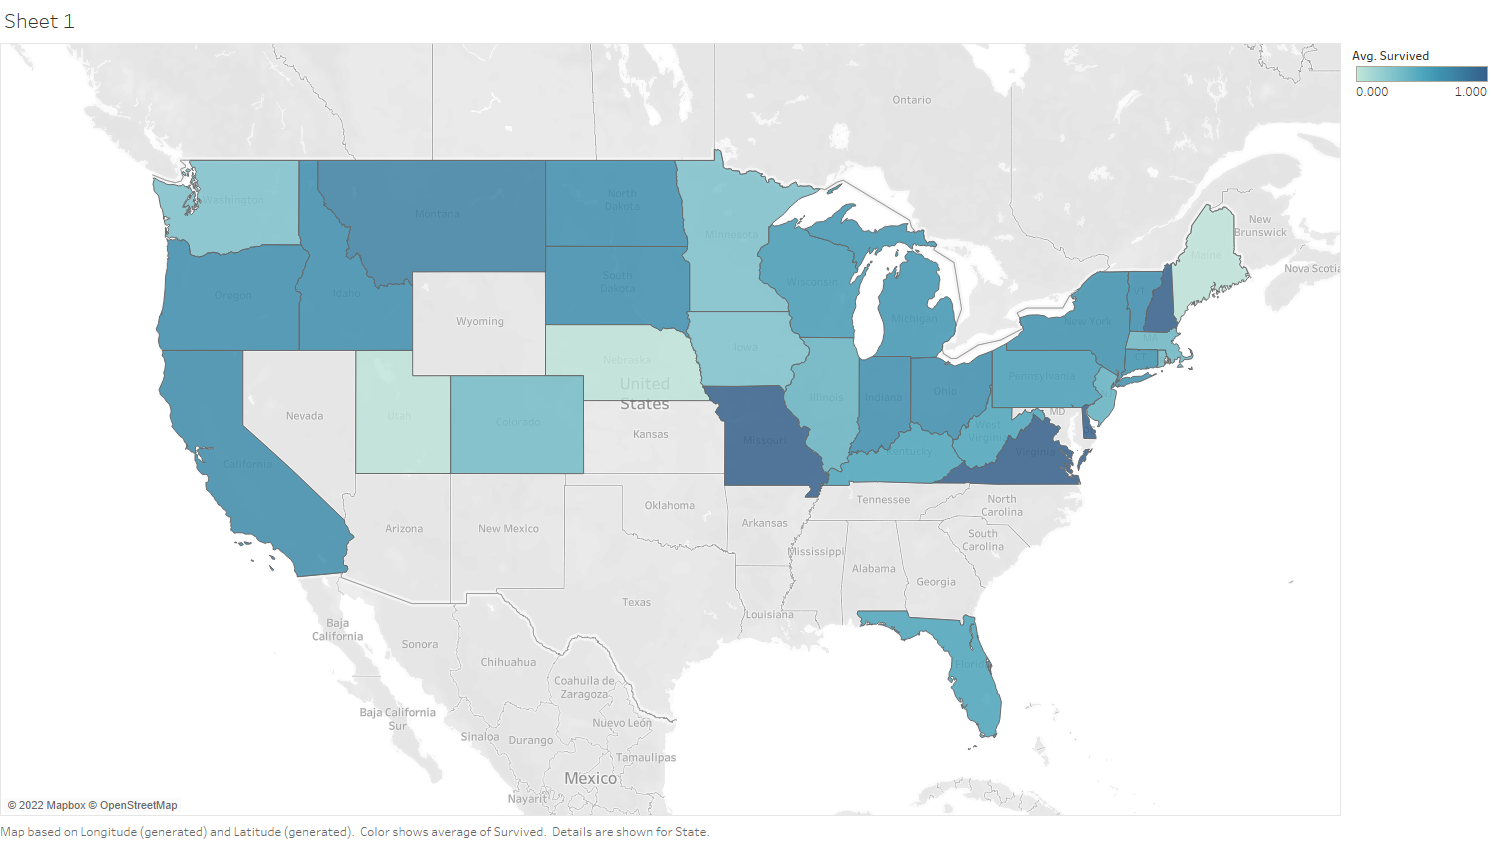 Sheet 1
Avg. Survived
0.000 1.000
Ontario
New
Brunswick
Nova Scotia
Washington
Montana
North
Dakota
Minnesota
Maine
Oregon
Idaho
South
Dakota
Wisconsin
Michigan
VT
New York
MA
CT
Wyoming
Nebraska
Iowa
Pennsylvania
United
States
Nevada
Utah
Colorado
Kansas
Illinois
Indiana
Ohio
MD
West
Virginia
Virginia
Kentucky
Missouri
California
Arizona
New Mexico
Oklahoma
Arkansas
Tennessee
North
Carolina
South
Carolina
Mississippi
Alabama
Georgia
Texas
Louisiana
Florida
Baja
California
Sonora
Chihuahua
Coahuila de
Zaragoza
Baja California
Sur
Sinaloa
Durango
Nuevo León
Tamaulipas
Mexico
Nayarit
© 2022 Mapbox © OpenStreetMap
Map based on Longitude (generated) and Latitude (generated). Color shows average of Survived. Details are shown for State.